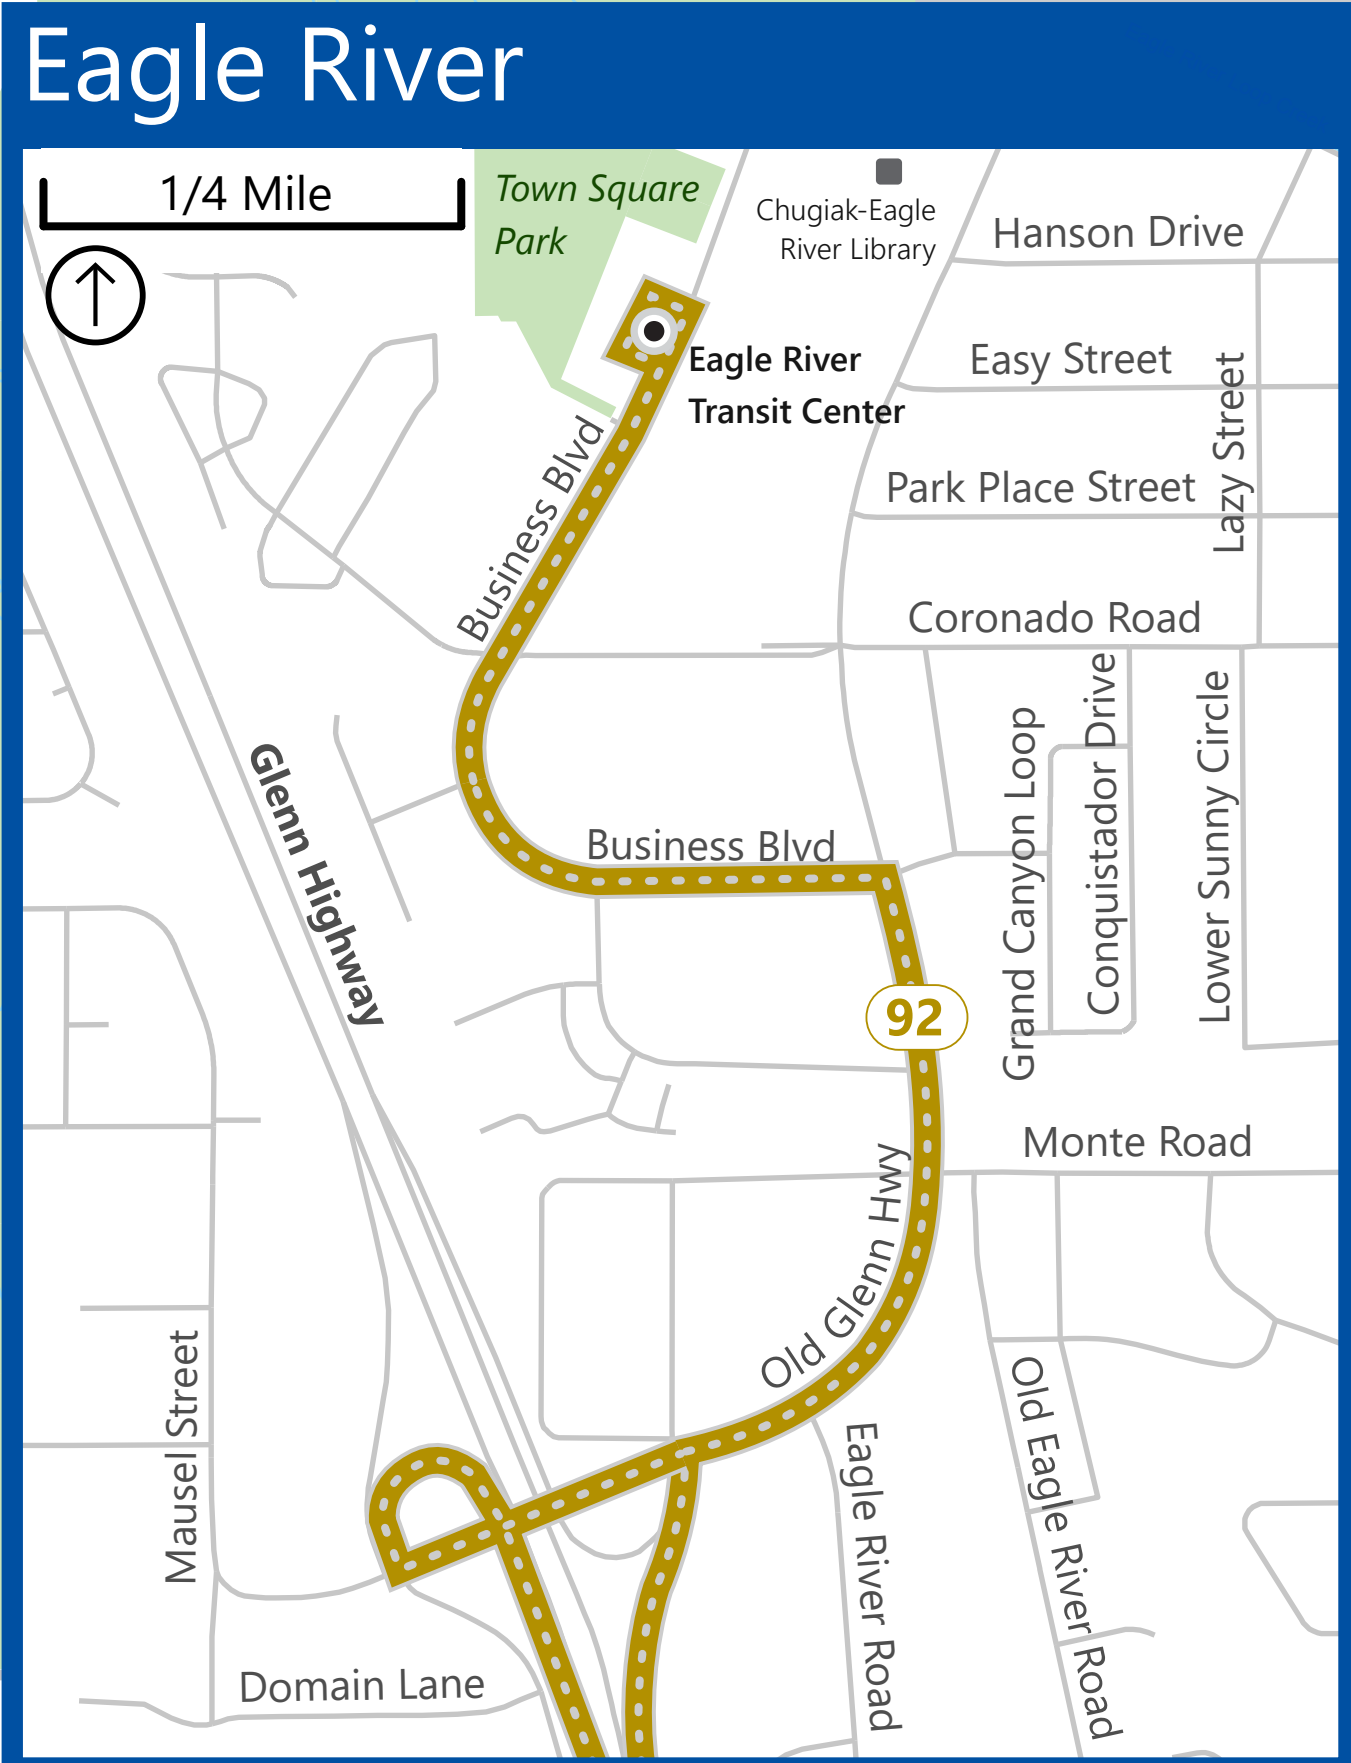 Eagle River
1/4 Mile
Town Square
Park
Chugiak-Eagle
River Library
Hanson Drive
Eagle River
Transit Center
Easy Street
Lazy Street
Park Place Street
Business Blvd
Coronado Road
Glenn Highway
Business Blvd
Grand Canyon Loop
Conquistador Drive
Lower Sunny Circle
92
Monte Road
Old Glenn Hwy
Mausel Street
Eagle River Road
Old Eagle River Road
Domain Lane